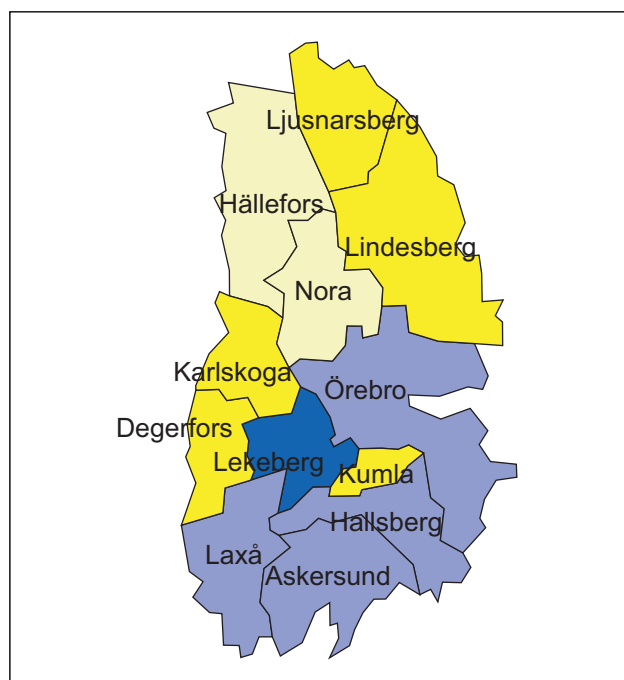 Ljusnarsberg
Hällefors
Lindesberg
Nora
Karlskoga
Örebro
Degerfors
Lekeberg
Kumla
Hallsberg
Laxå
Askersund